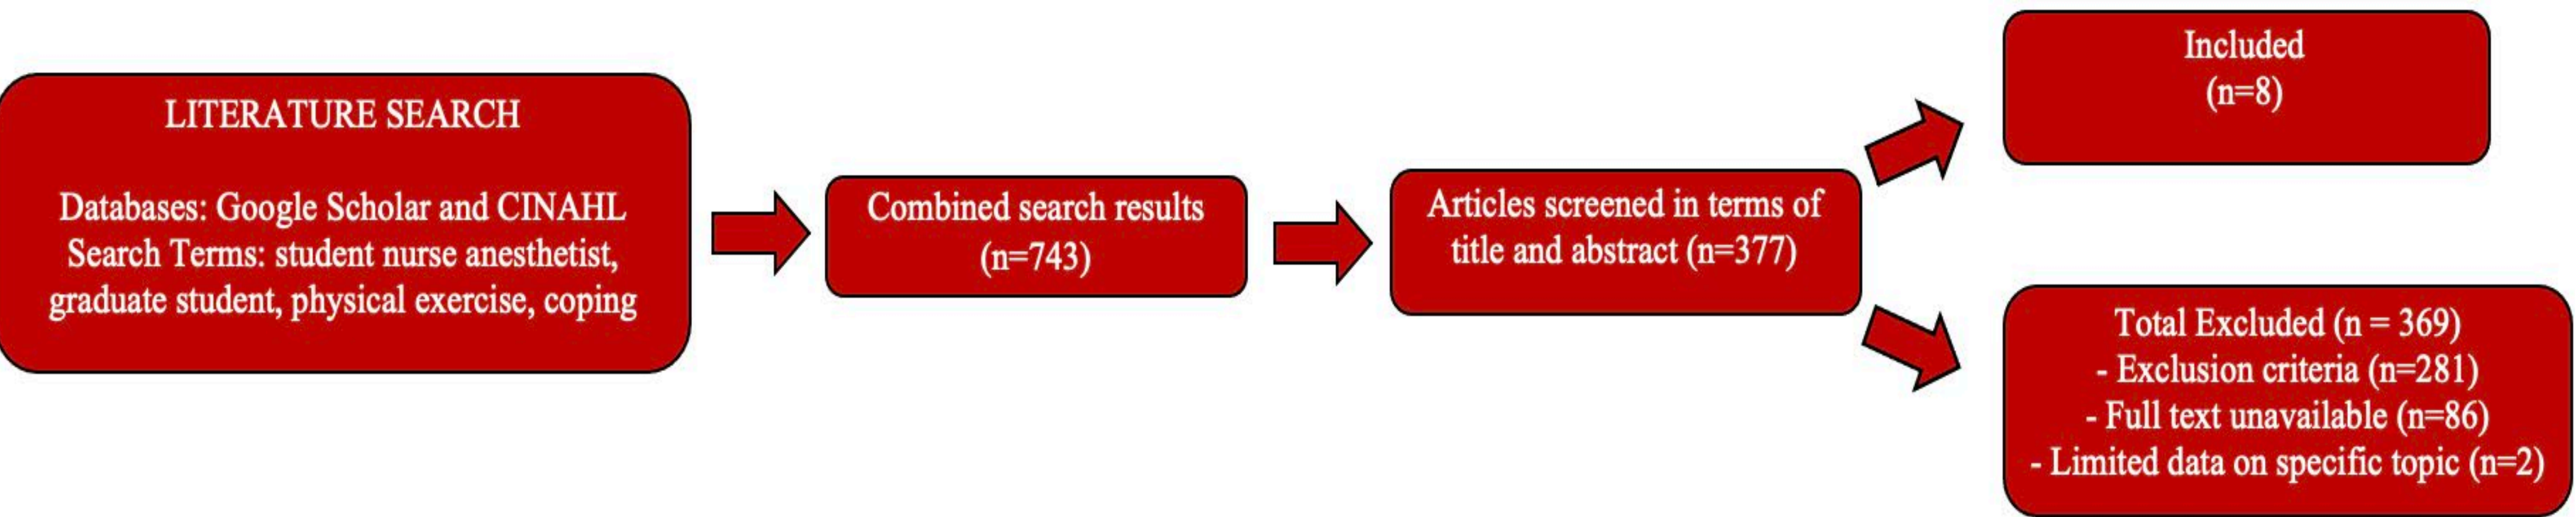 LITERATURE SEARCH
Databases: Google Scholar and CINAHL
Search Terms: student nurse anesthetist,
graduate student, physical exercise, coping
Combined search results
(n=743)
Articles screened in terms of
title and abstract (n=377)
Included
(n=8)
Total Excluded (n = 369)
- Exclusion criteria (n=281)
- Full text unavailable (n=86)
- Limited data on specific topic (n=2)